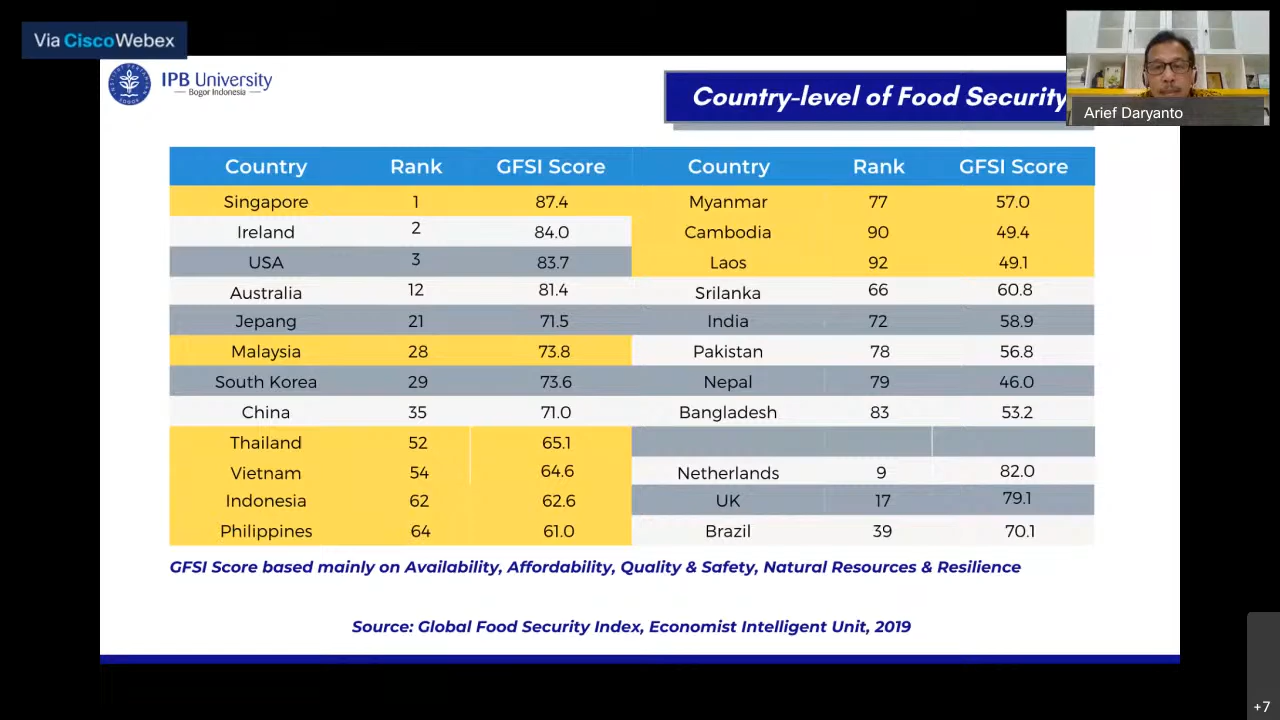 Via CiscoWebex
IPB University
Bogor Indonesia
Country-level of Food Security
Arief Daryanto
Country Rank GFSI Score Country Rank GFSI Score
Singapore 1 87.4 Myanmar 77 57.0
Ireland 2 84.0 Cambodia 90 49.4
USA 3 83.7 Laos 92 49.1
Australia 12 81.4 Srilanka 66 60.8
Jepang 21 71.5 India 72 58.9
Malaysia 28 73.8 Pakistan 78 56.8
South Korea 29 73.6 Nepal 79 46.0
China 35 71.0 Bangladesh 83 53.2
Thailand 52 65.1
Vietnam 54 64.6 Netherlands 9 82.0
Indonesia 62 62.6 UK 17 79.1
Philippines 64 61.0 Brazil 39 70.1
GFSI Score based mainly on Availability, Affordability, Quality & Safety, Natural Resources & Resilience
Source: Global Food Security Index, Economist Intelligent Unit, 2019
+7